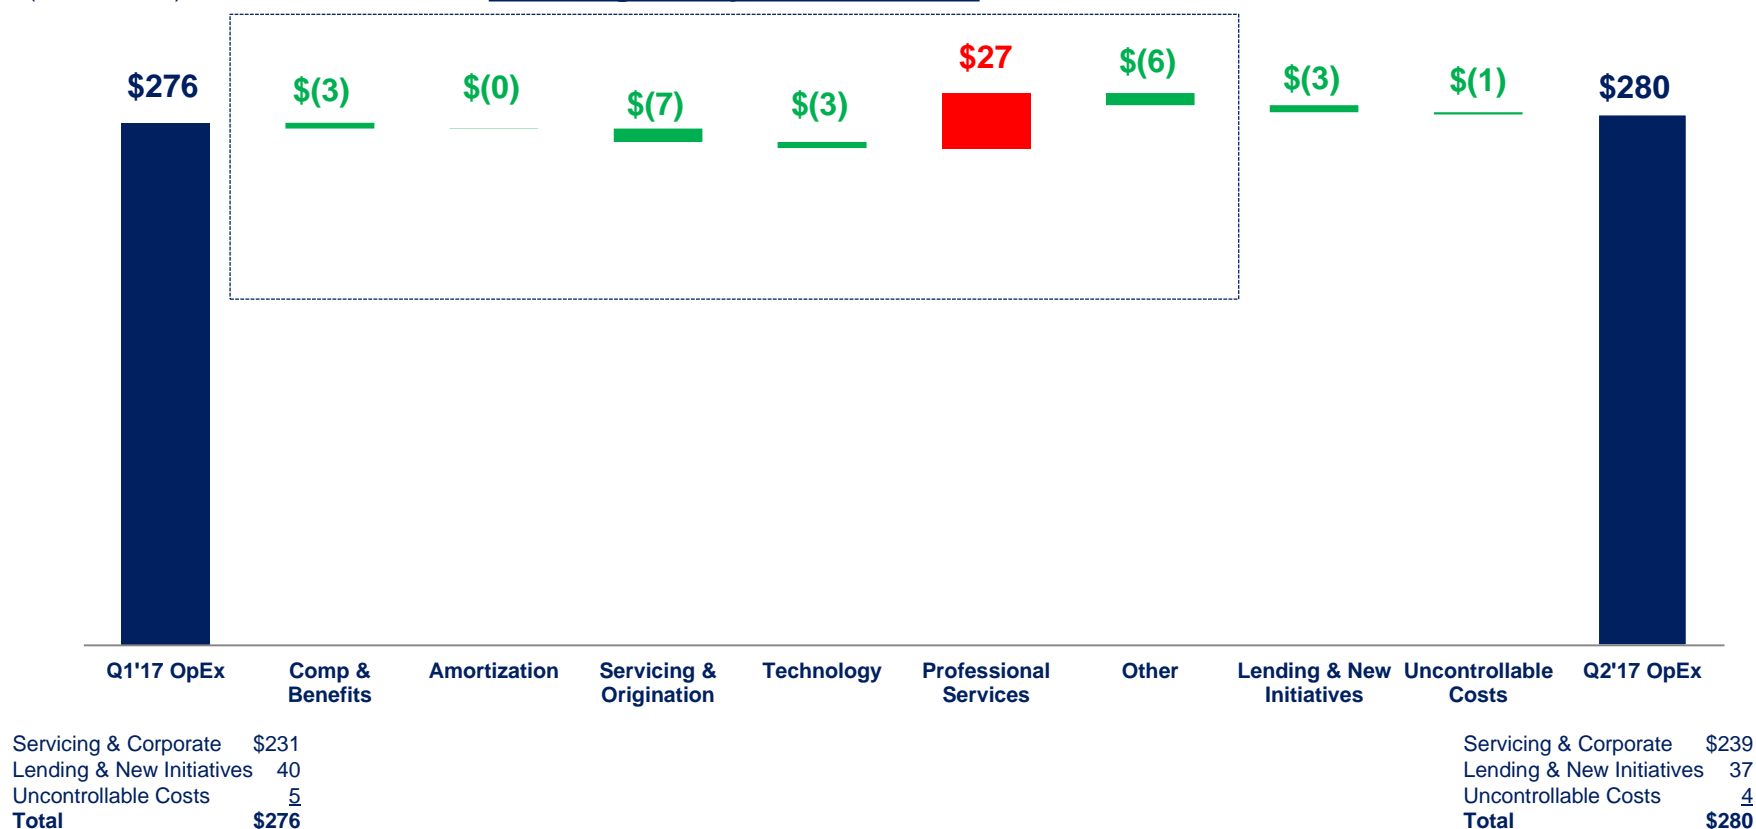 $276
$(3)
$(0)
$(7)
$(3)
$27
$(6)
$(3)
$(1)
$280
Q1'17 OpEx
Comp &
Benefits
Amortization
Servicing &
Origination
Technology
Professional
Services
Other
Lending & New
Initiatives
Uncontrollable
Costs
Q2'17 OpEx
Servicing & Corporate $231
Lending & New Initiatives 40
Uncontrollable Costs 5
Total $276
Servicing & Corporate $239
Lending & New Initiatives 37
Uncontrollable Costs 4
Total $280